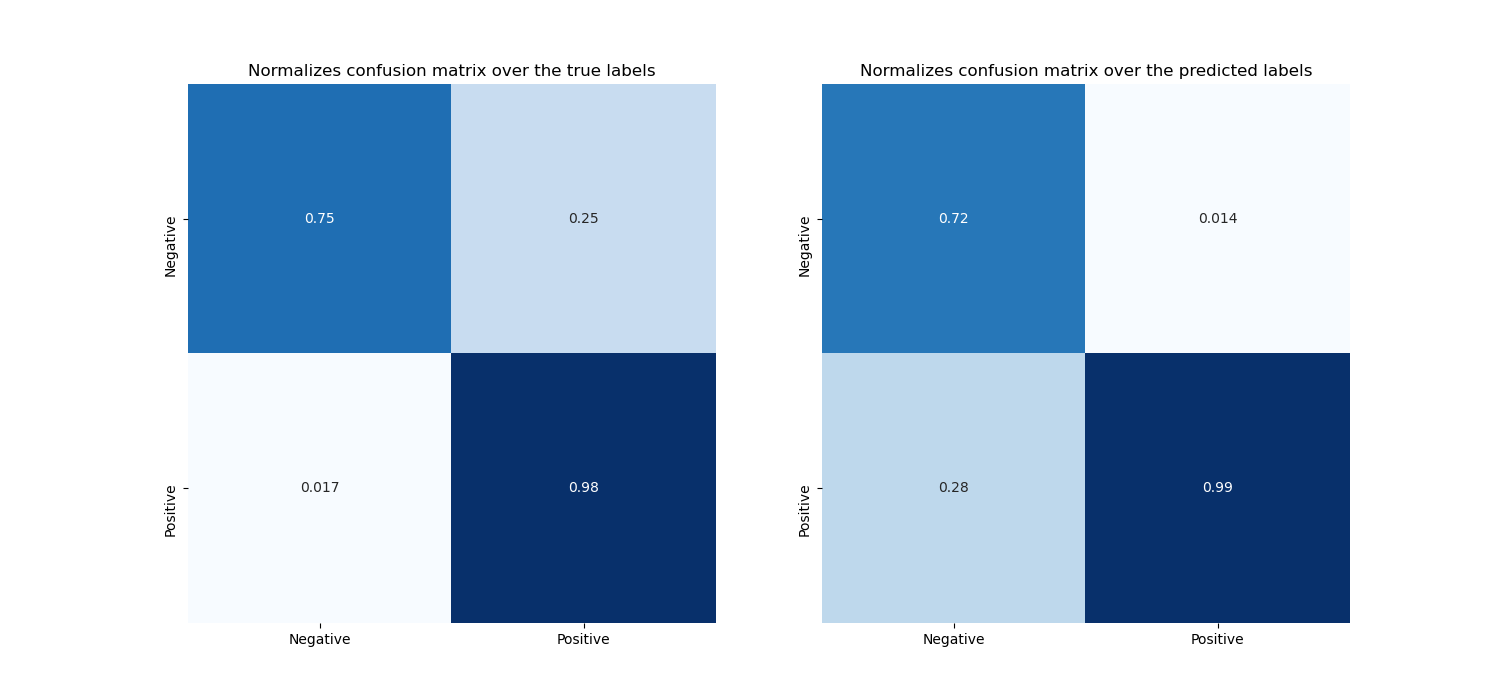 Normalizes confusion matrix over the true labels
Negative
0.75
0.25
Positive
0.017
0.98
Negative
Positive
Normalizes confusion matrix over the predicted labels
Negative
0.72
0.014
Positive
0.28
0.99
Negative
Positive